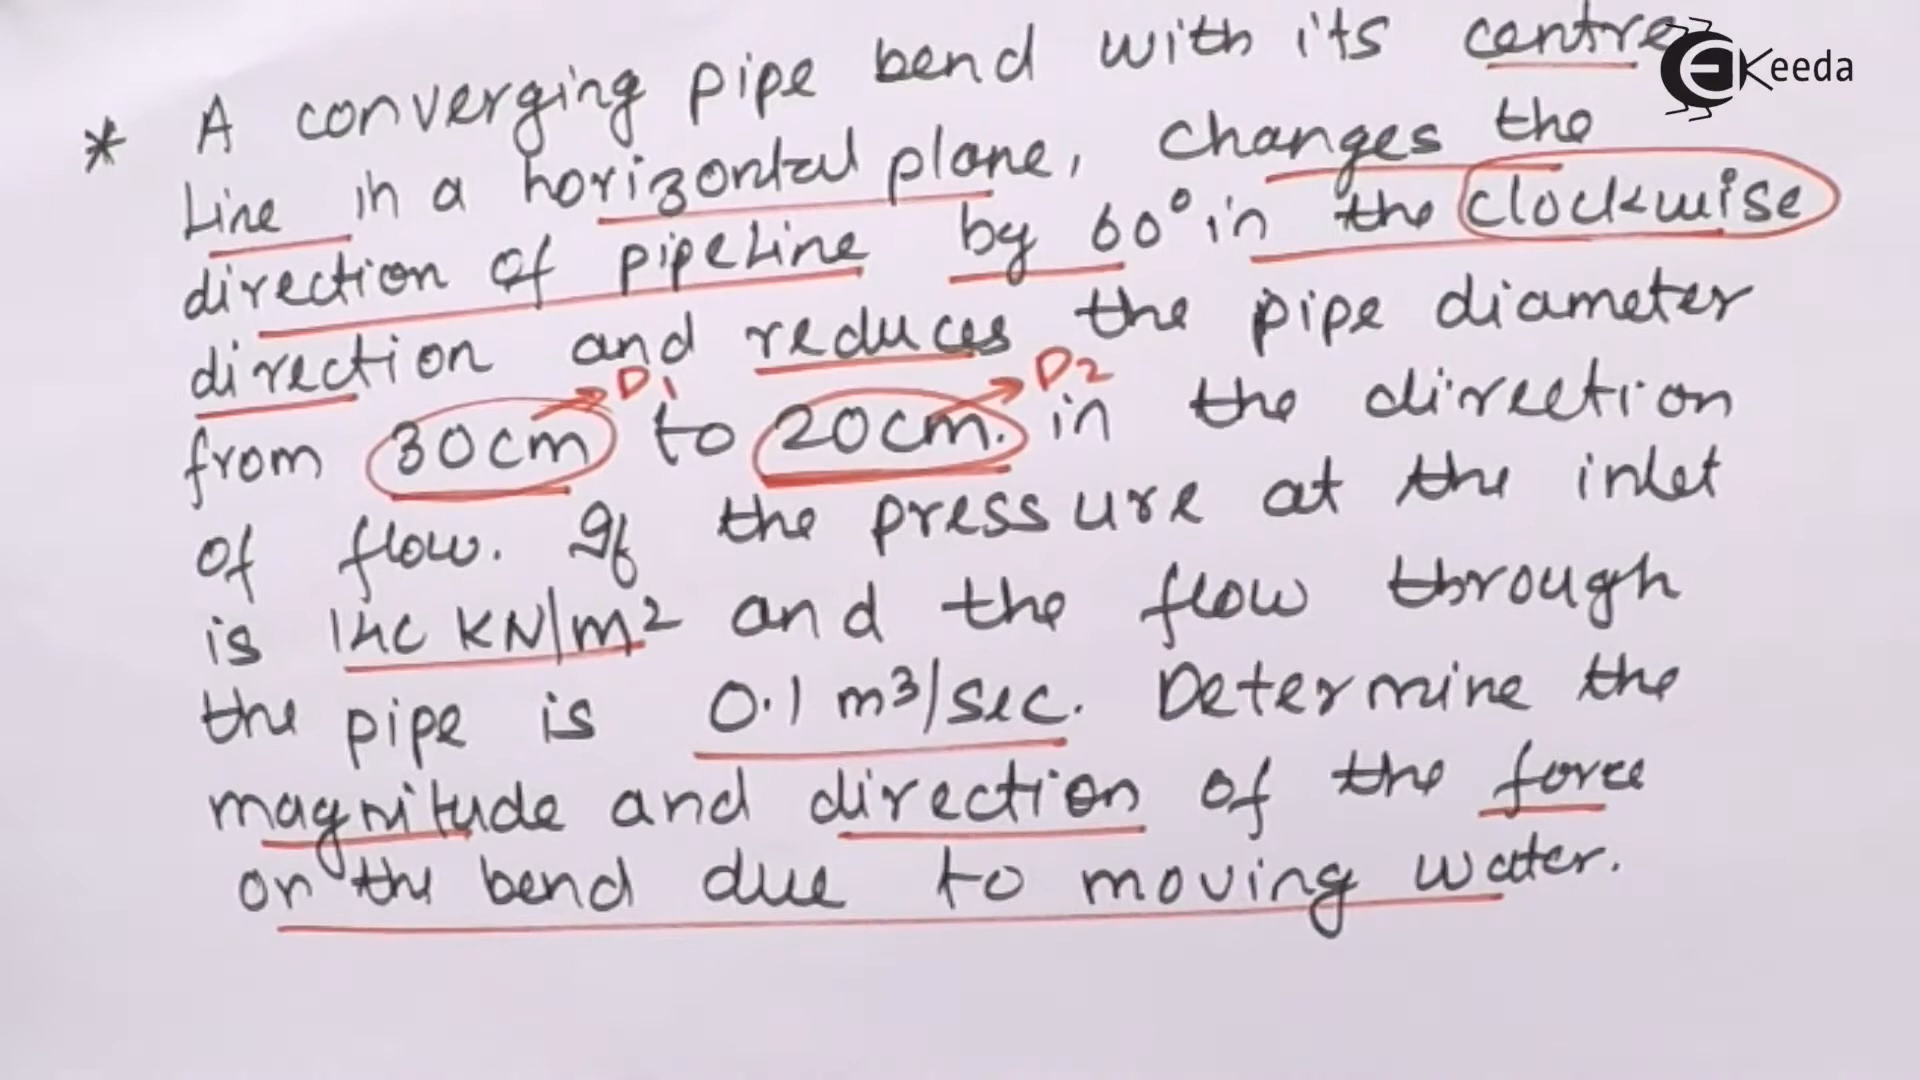 * A converging pipe bend with its centre
Line in a horizontal plane, changes the
direction of pipeline by 60° in the clockwise
direction and reduces the pipe diameter
D1 D2
from 30cm to 20cm. in the direction
of flow. If the pressure at the inlet
is 140 KN/m2 and the flow through
the pipe is 0.1 m3/sec. Determine the
magnitude and direction of the force
on the bend due to moving water.
EKeeda